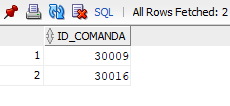 SQL | All Rows Fetched: 2
ID_COMANDA
1 30009
2 30016